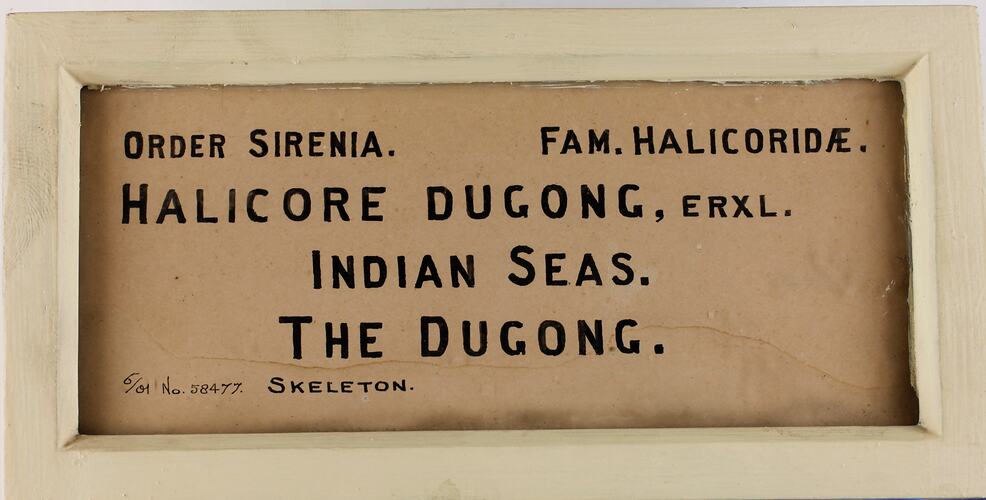 ORDER SIRENIA. FAM. HALICORIDÆ.
HALICORE DUGONG, ERXL.
INDIAN SEAS.
THE DUGONG.
6/01 No. 58477. SKELETON.